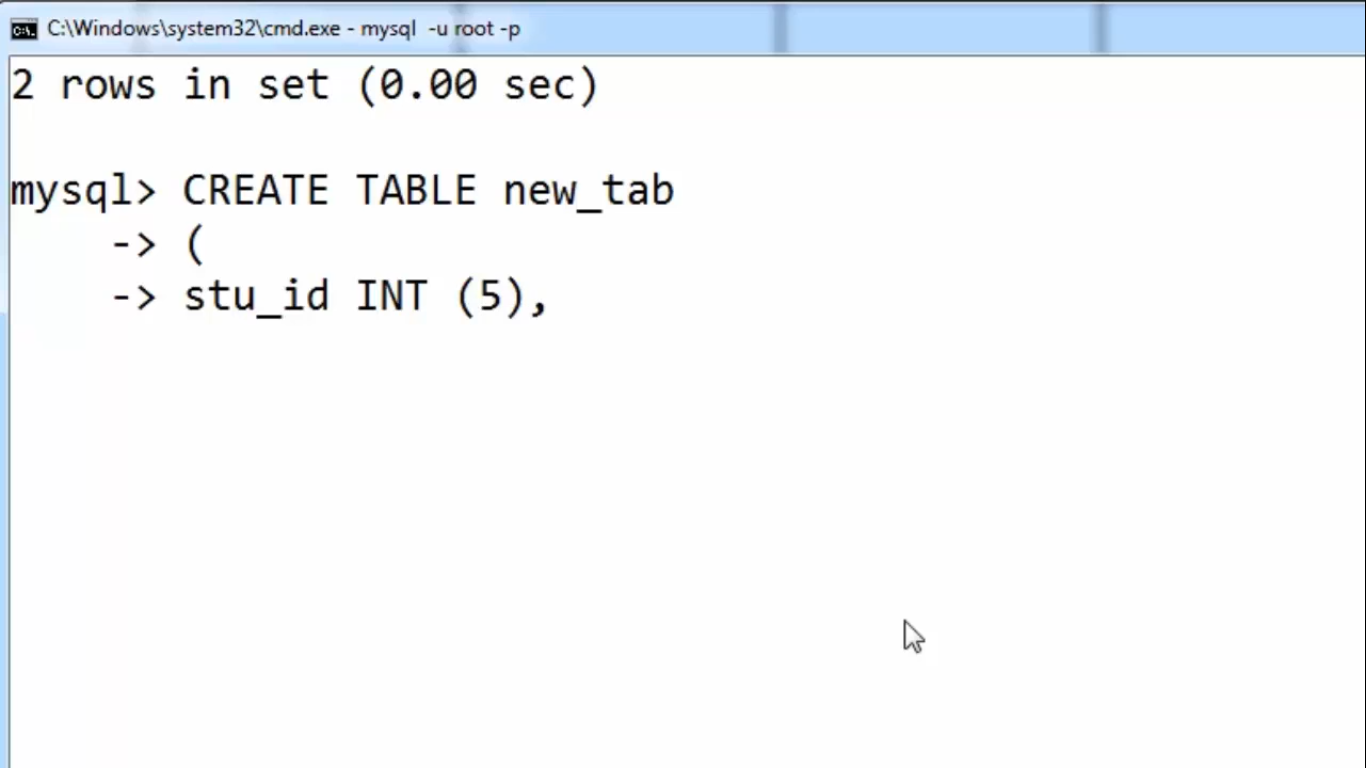 C:\Windows\system32\cmd.exe - mysql -u root -p
2 rows in set (0.00 sec)
mysql> CREATE TABLE new_tab
-> (
-> stu_id INT (5),